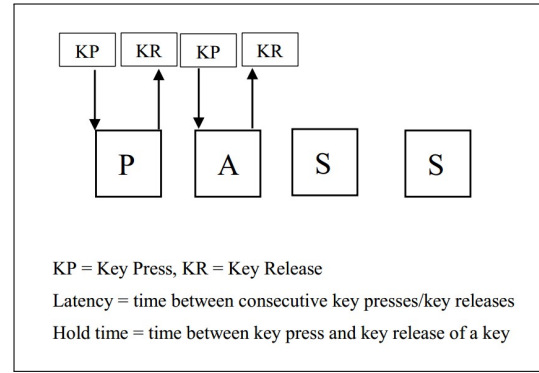 KP KR KP KR
P A S S
KP = Key Press, KR = Key Release
Latency = time between consecutive key presses/key releases
Hold time = time between key press and key release of a key